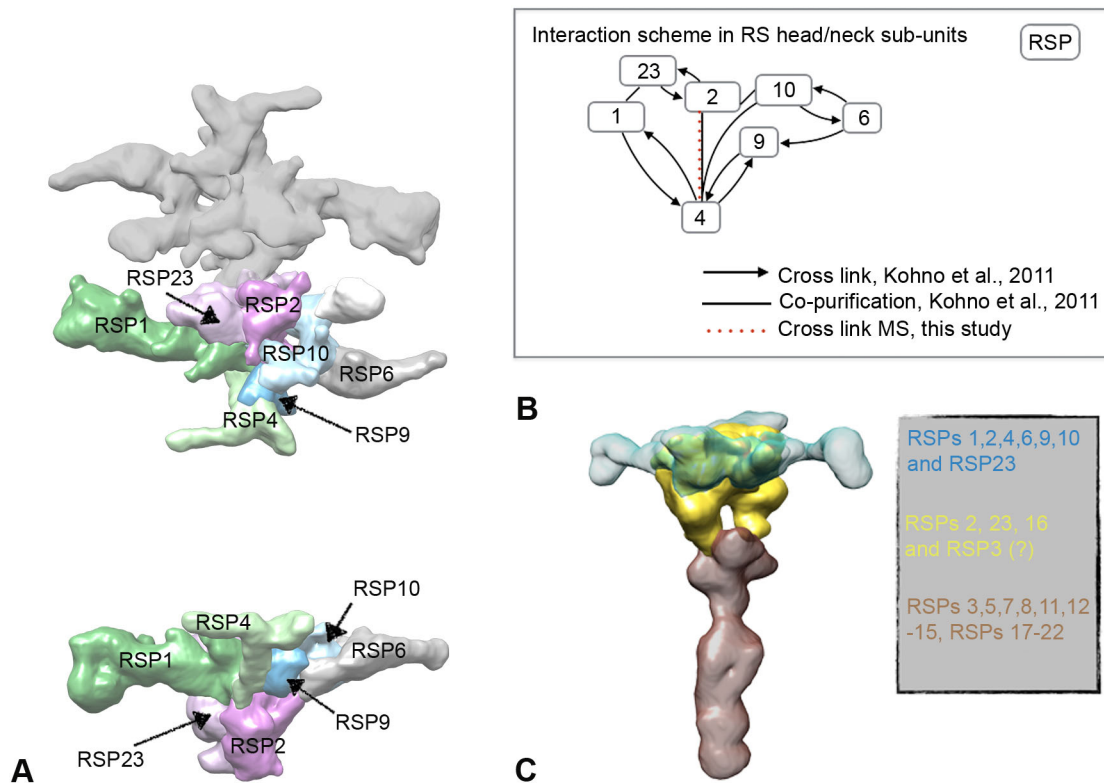 RSP23
RSP2
RSP1
RSP10
RSP6
RSP4
RSP9
RSP10
RSP4
RSP6
RSP1
RSP9
RSP23
RSP2
A
Interaction scheme in RS head/neck sub-units
RSP
23
2
10
1
6
9
4
Cross link, Kohno et al., 2011
Co-purification, Kohno et al., 2011
Cross link MS, this study
B
RSPs 1,2,4,6,9,10
and RSP23
RSPs 2, 23, 16
and RSP3 (?)
RSPs 3,5,7,8,11,12
-15, RSPs 17-22
C